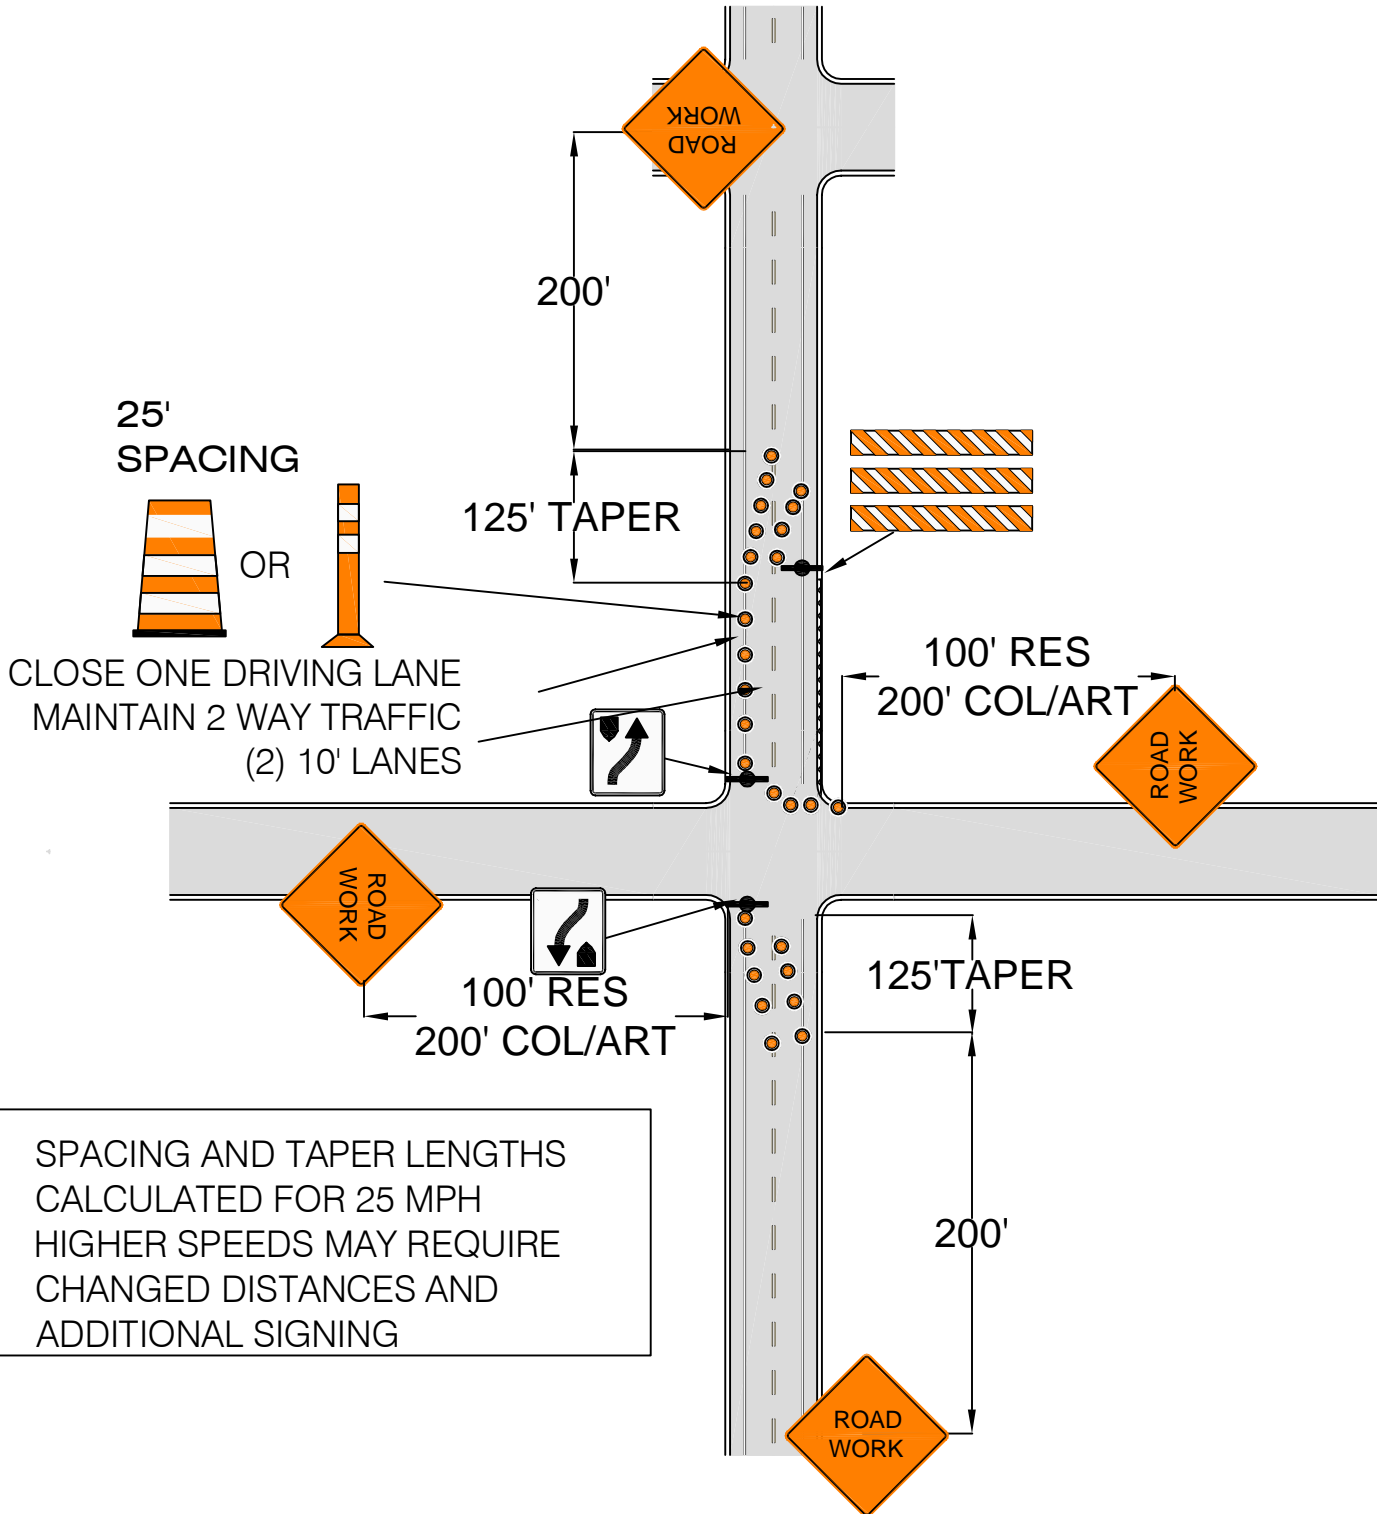 ROAD
WORK
200'
25'
SPACING
OR
125' TAPER
CLOSE ONE DRIVING LANE
MAINTAIN 2 WAY TRAFFIC
(2) 10' LANES
100' RES
200' COL/ART
ROAD
WORK
ROAD
WORK
100' RES
200' COL/ART
125'TAPER
SPACING AND TAPER LENGTHS
CALCULATED FOR 25 MPH
HIGHER SPEEDS MAY REQUIRE
CHANGED DISTANCES AND
ADDITIONAL SIGNING
200'
ROAD
WORK